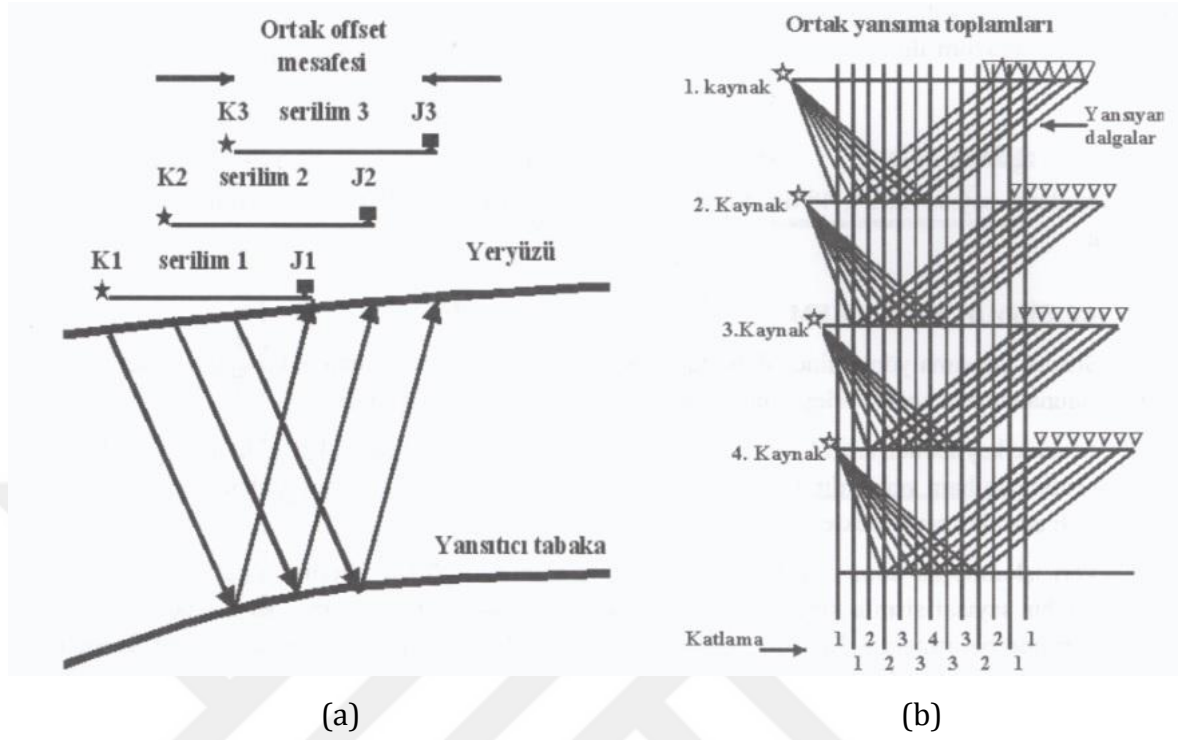 Ortak offset
mesafesi
K3 serilim 3 J3
K2 serilim 2 J2
K1 serilim 1 J1
Yeryüzü
Yansıtıcı tabaka
(a)
Ortak yansıma toplamları
1. kaynak
Yansıyan
dalgalar
2. Kaynak
3.Kaynak
4. Kaynak
Katlama
1 2 3 4 3 2 1
1 2 3 3 2 1
(b)